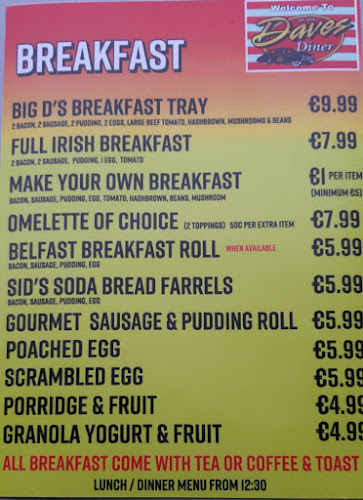 Welcome To
Daves
Diner
BREAKFAST
BIG D'S BREAKFAST TRAY €9.99
2 BACON, 2 SAUSAGE, 2 PUDDING, 2 EGGS, LARGE BEEF TOMATO, HASHBROWN, MUSHROOMS & BEANS
FULL IRISH BREAKFAST €7.99
2 BACON, 2 SAUSAGE, PUDDING, 1 EGG, TOMATO
MAKE YOUR OWN BREAKFAST €1 PER ITEM
BACON, SAUSAGE, PUDDING, EGG, TOMATO, HASHBROWN, BEANS, MUSHROOM (MINIMUM €5)
OMELETTE OF CHOICE (2 TOPPINGS) 50C PER EXTRA ITEM €7.99
BELFAST BREAKFAST ROLL WHEN AVAILABLE €5.99
BACON, SAUSAGE, PUDDING, EGG
SID'S SODA BREAD FARRELS €5.99
BACON, SAUSAGE, PUDDING, EGG
GOURMET SAUSAGE & PUDDING ROLL €5.99
POACHED EGG €5.99
SCRAMBLED EGG €5.99
PORRIDGE & FRUIT €4.99
GRANOLA YOGURT & FRUIT €4.99
ALL BREAKFAST COME WITH TEA OR COFFEE & TOAST
LUNCH / DINNER MENU FROM 12:30